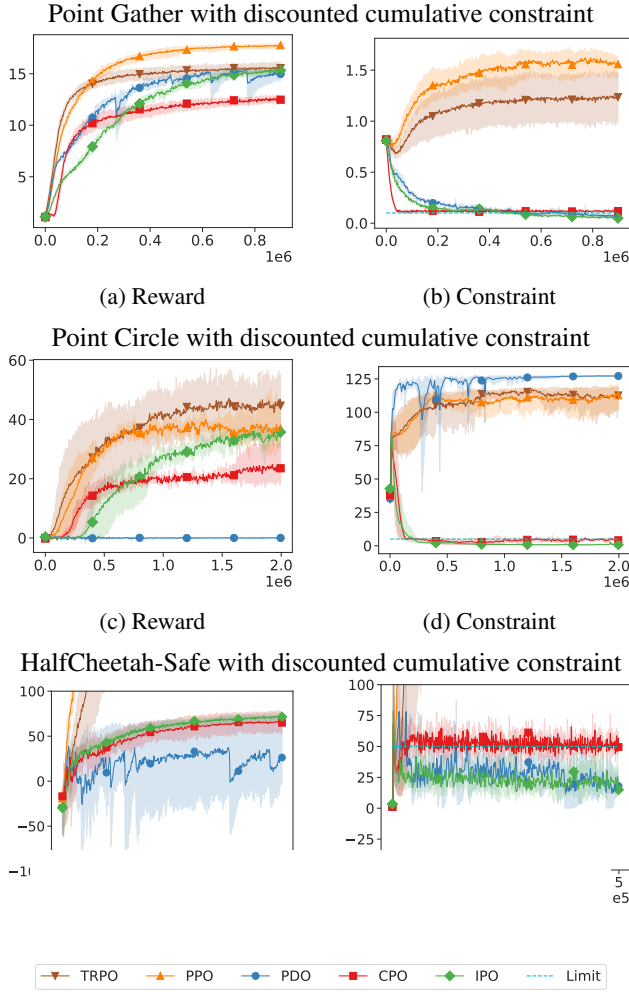 Point Gather with discounted cumulative constraint
15
10
5
0.0 0.2 0.4 0.6 0.8
1e6
1.5
1.0
0.5
0.0
0.0 0.2 0.4 0.6 0.8
1e6
(a) Reward
(b) Constraint
Point Circle with discounted cumulative constraint
60
40
20
0
0.0 0.5 1.0 1.5 2.0
1e6
125
100
75
50
25
0
0.0 0.5 1.0 1.5 2.0
1e6
(c) Reward
(d) Constraint
HalfCheetah-Safe with discounted cumulative constraint
100
50
0
−50
100
75
50
25
0
−25
5
e5
TRPO PPO PDO CPO IPO Limit